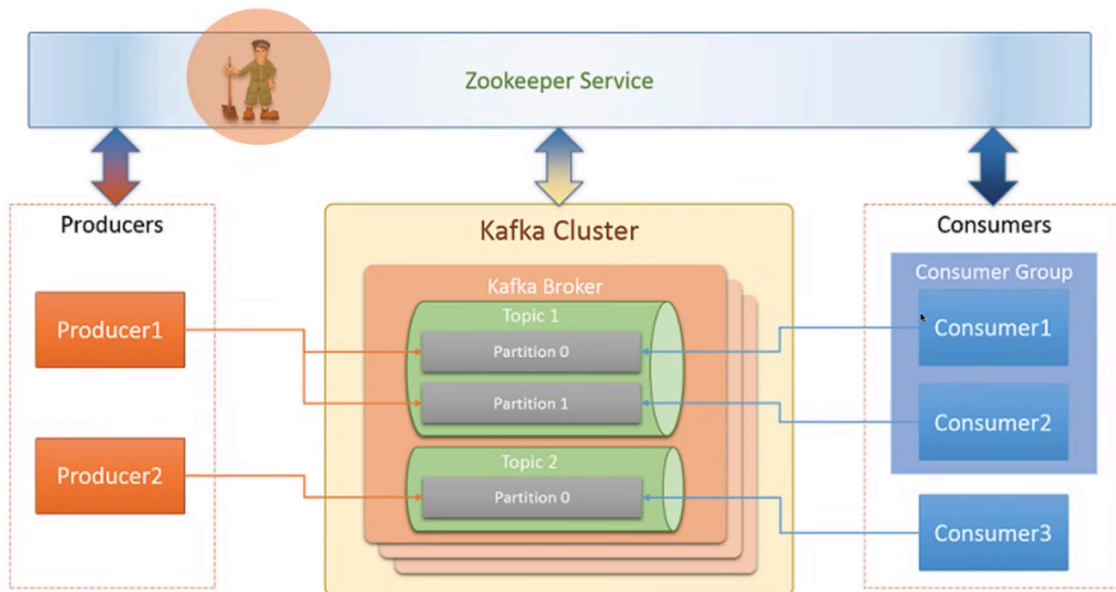 Zookeeper Service
Producers
Producer1
Producer2
Kafka Cluster
Kafka Broker
Topic 1
Partition 0
Partition 1
Topic 2
Partition 0
Consumers
Consumer Group
Consumer1
Consumer2
Consumer3